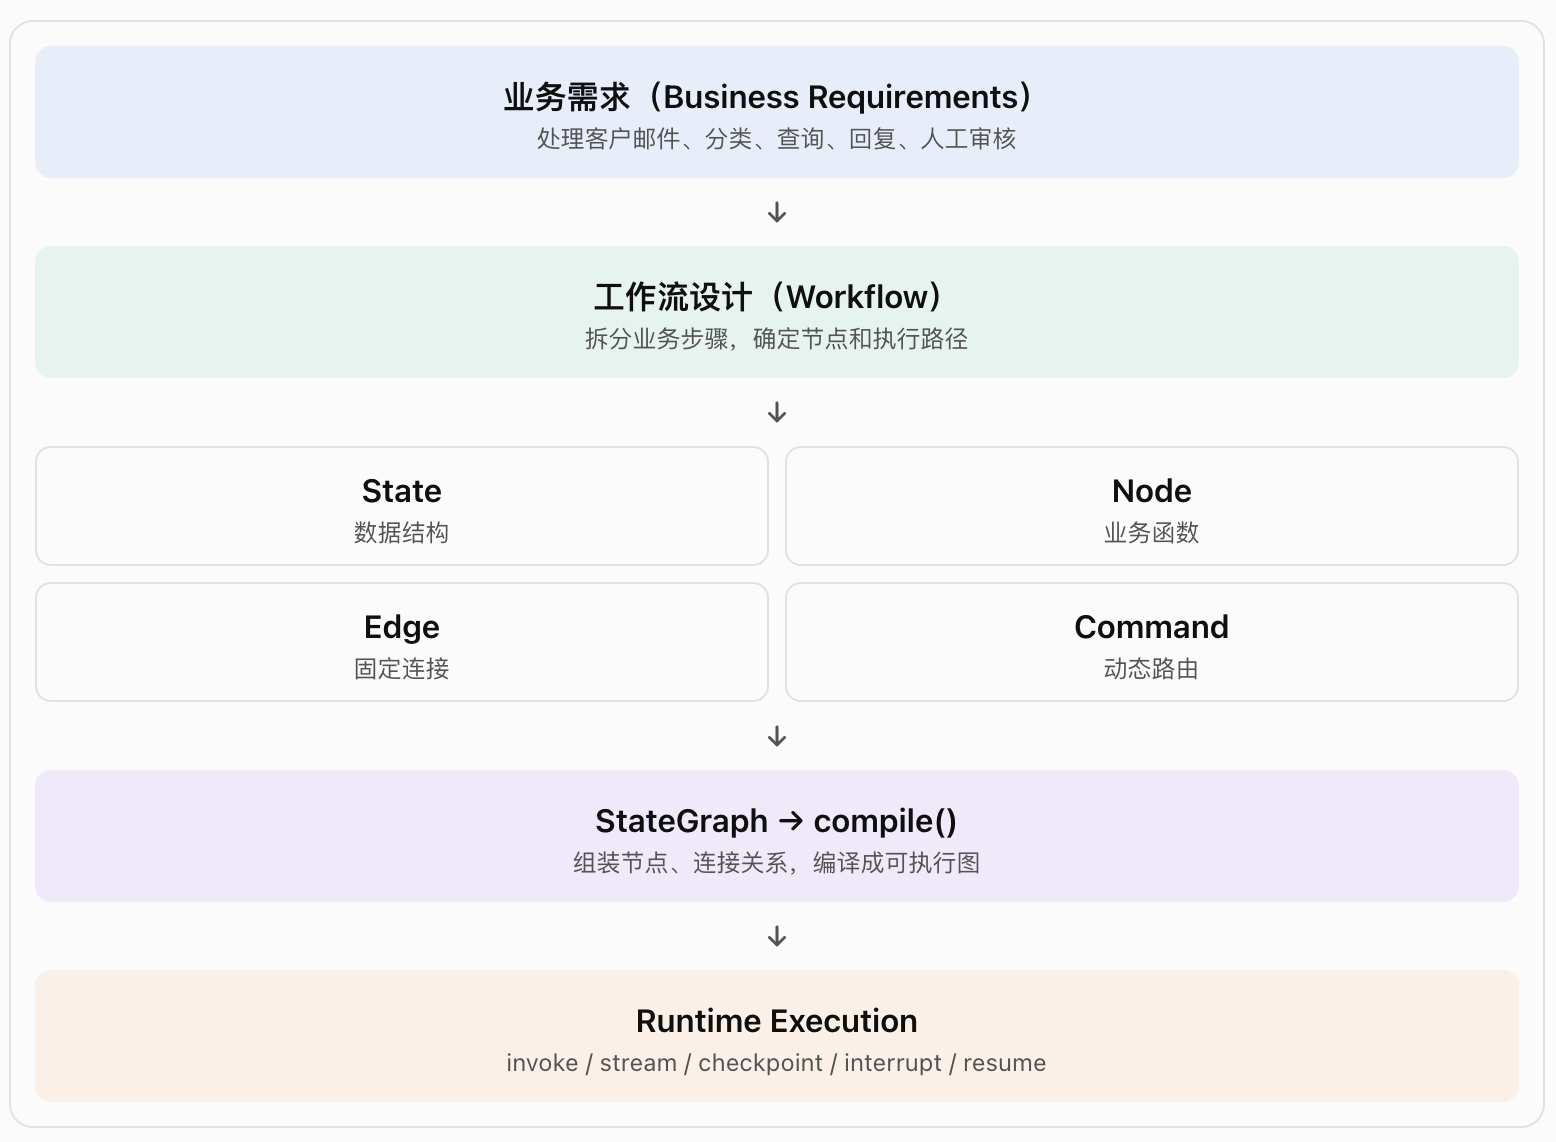 业务需求（Business Requirements）
处理客户邮件、分类、查询、回复、人工审核
↓
工作流设计（Workflow）
拆分业务步骤，确定节点和执行路径
↓
State
数据结构
Node
业务函数
Edge
固定连接
Command
动态路由
↓
StateGraph → compile()
组装节点、连接关系，编译成可执行图
↓
Runtime Execution
invoke / stream / checkpoint / interrupt / resume